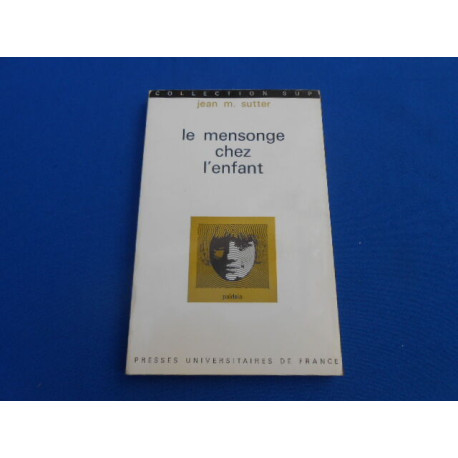 COLLECTION SUP
jean m. sutter
le mensonge
chez
l'enfant
paideia
PRESSES UNIVERSITAIRES DE FRANCE